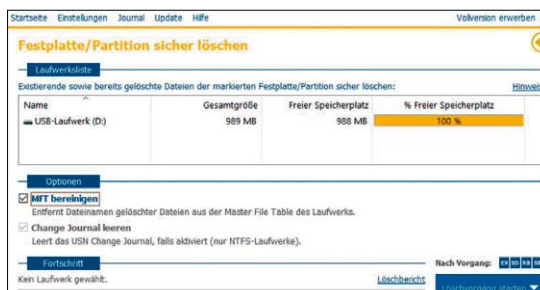 Startseite Einstellungen Journal Update Hilfe Vollversion erwerben
Festplatte/Partition sicher löschen
Laufwerksliste
Existierende sowie bereits gelöschte Dateien der markierten Festplatte/Partition sicher löschen: Hinweis
Name Gesamtgröße Freier Speicherplatz % Freier Speicherplatz
USB-Laufwerk (D:) 989 MB 988 MB 100 %
Optionen
MFT bereinigen
Entfernt Dateinamen gelöschter Dateien aus der Master File Table des Laufwerks.
Change Journal leeren
Leert das USN Change Journal, falls aktiviert (nur NTFS-Laufwerke).
Fortschritt Nach Vorgang: EX SD RB
Kein Laufwerk gewählt. Löschbericht Löschvorgang starten